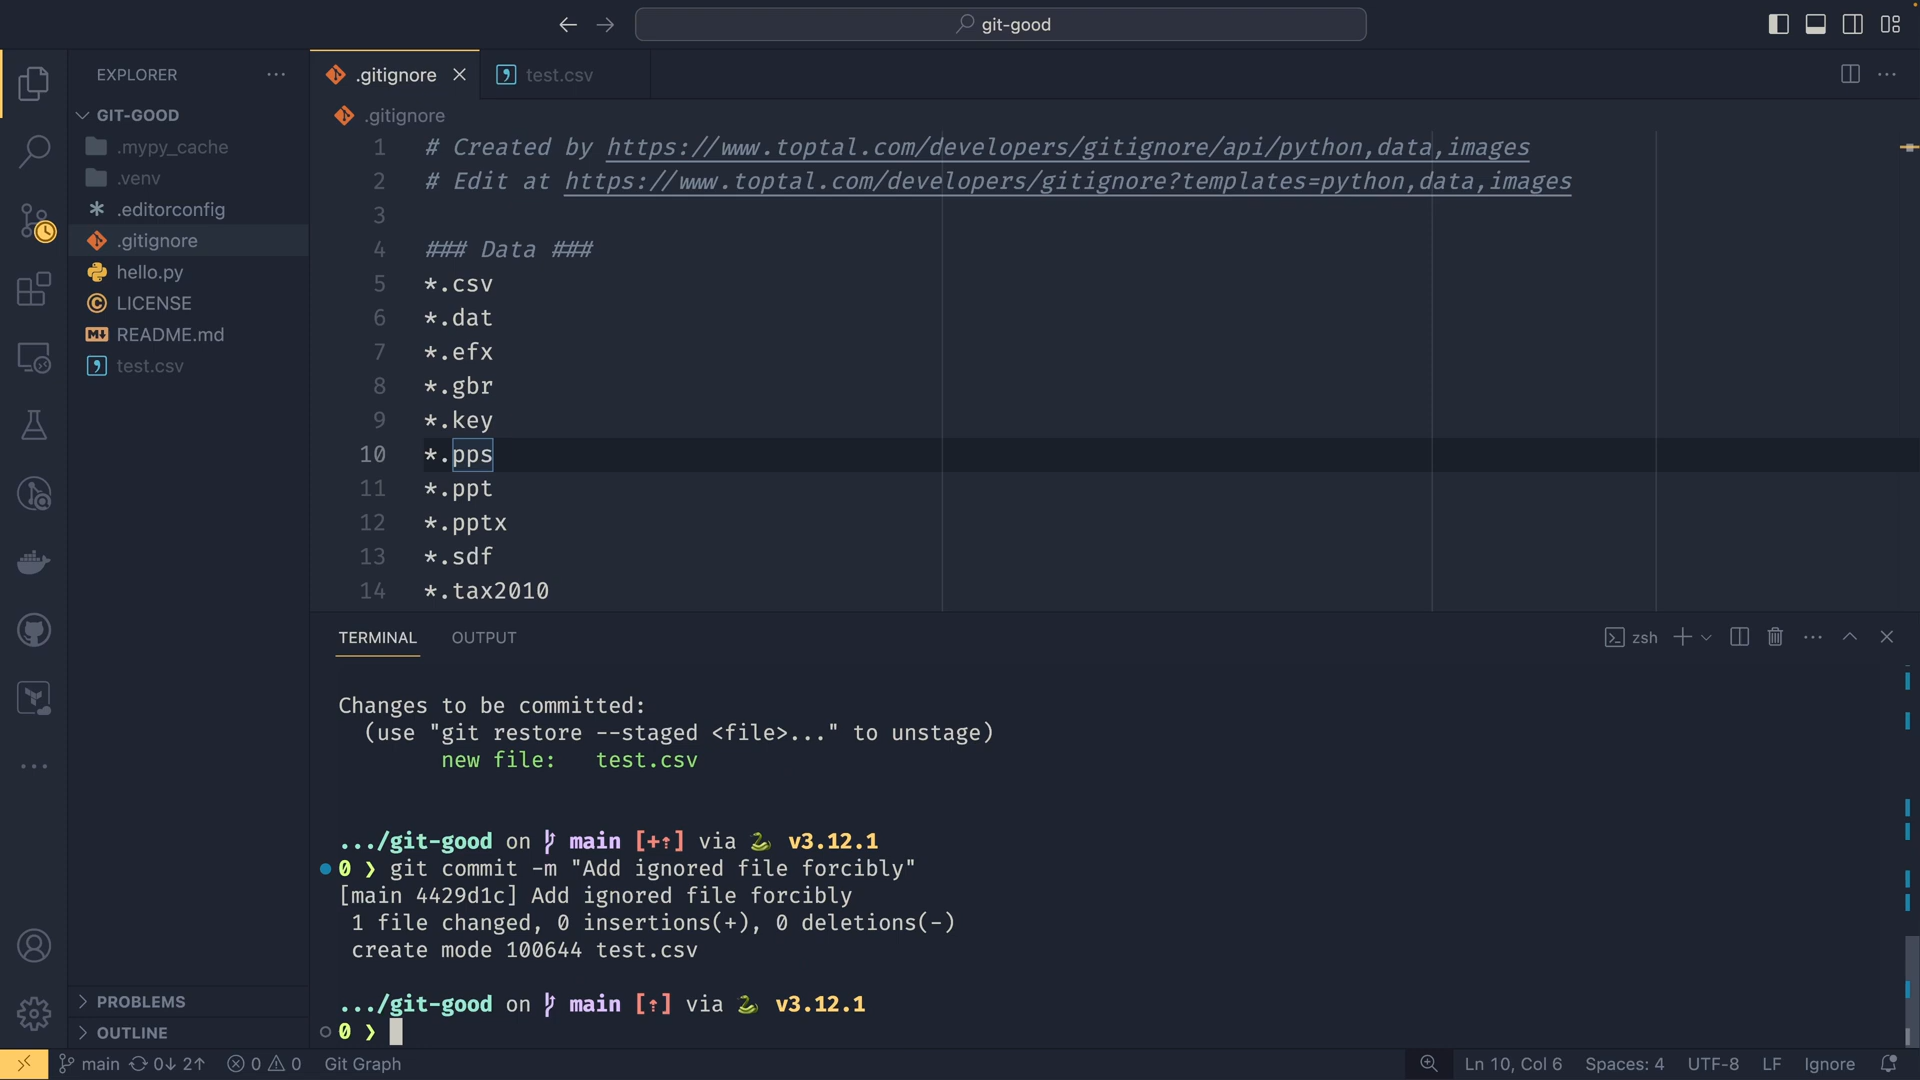 git-good
EXPLORER
.gitignore
test.csv
GIT-GOOD
.mypy_cache
.venv
.editorconfig
.gitignore
hello.py
LICENSE
README.md
test.csv
.gitignore
1 # Created by https://www.toptal.com/developers/gitignore/api/python,data,images
2 # Edit at https://www.toptal.com/developers/gitignore?templates=python,data,images
3
4 ### Data ###
5 *.csv
6 *.dat
7 *.efx
8 *.gbr
9 *.key
10 *.pps
11 *.ppt
12 *.pptx
13 *.sdf
14 *.tax2010
TERMINAL OUTPUT
zsh
Changes to be committed:
(use "git restore --staged <file>..." to unstage)
new file: test.csv
.../git-good on main [+⇡] via 🐍 v3.12.1
0 ❯ git commit -m "Add ignored file forcibly"
[main 4429d1c] Add ignored file forcibly
1 file changed, 0 insertions(+), 0 deletions(-)
create mode 100644 test.csv
.../git-good on main [⇡] via 🐍 v3.12.1
0 ❯
PROBLEMS
OUTLINE
main 0↓ 2↑ 0 0 Git Graph
Ln 10, Col 6 Spaces: 4 UTF-8 LF Ignore